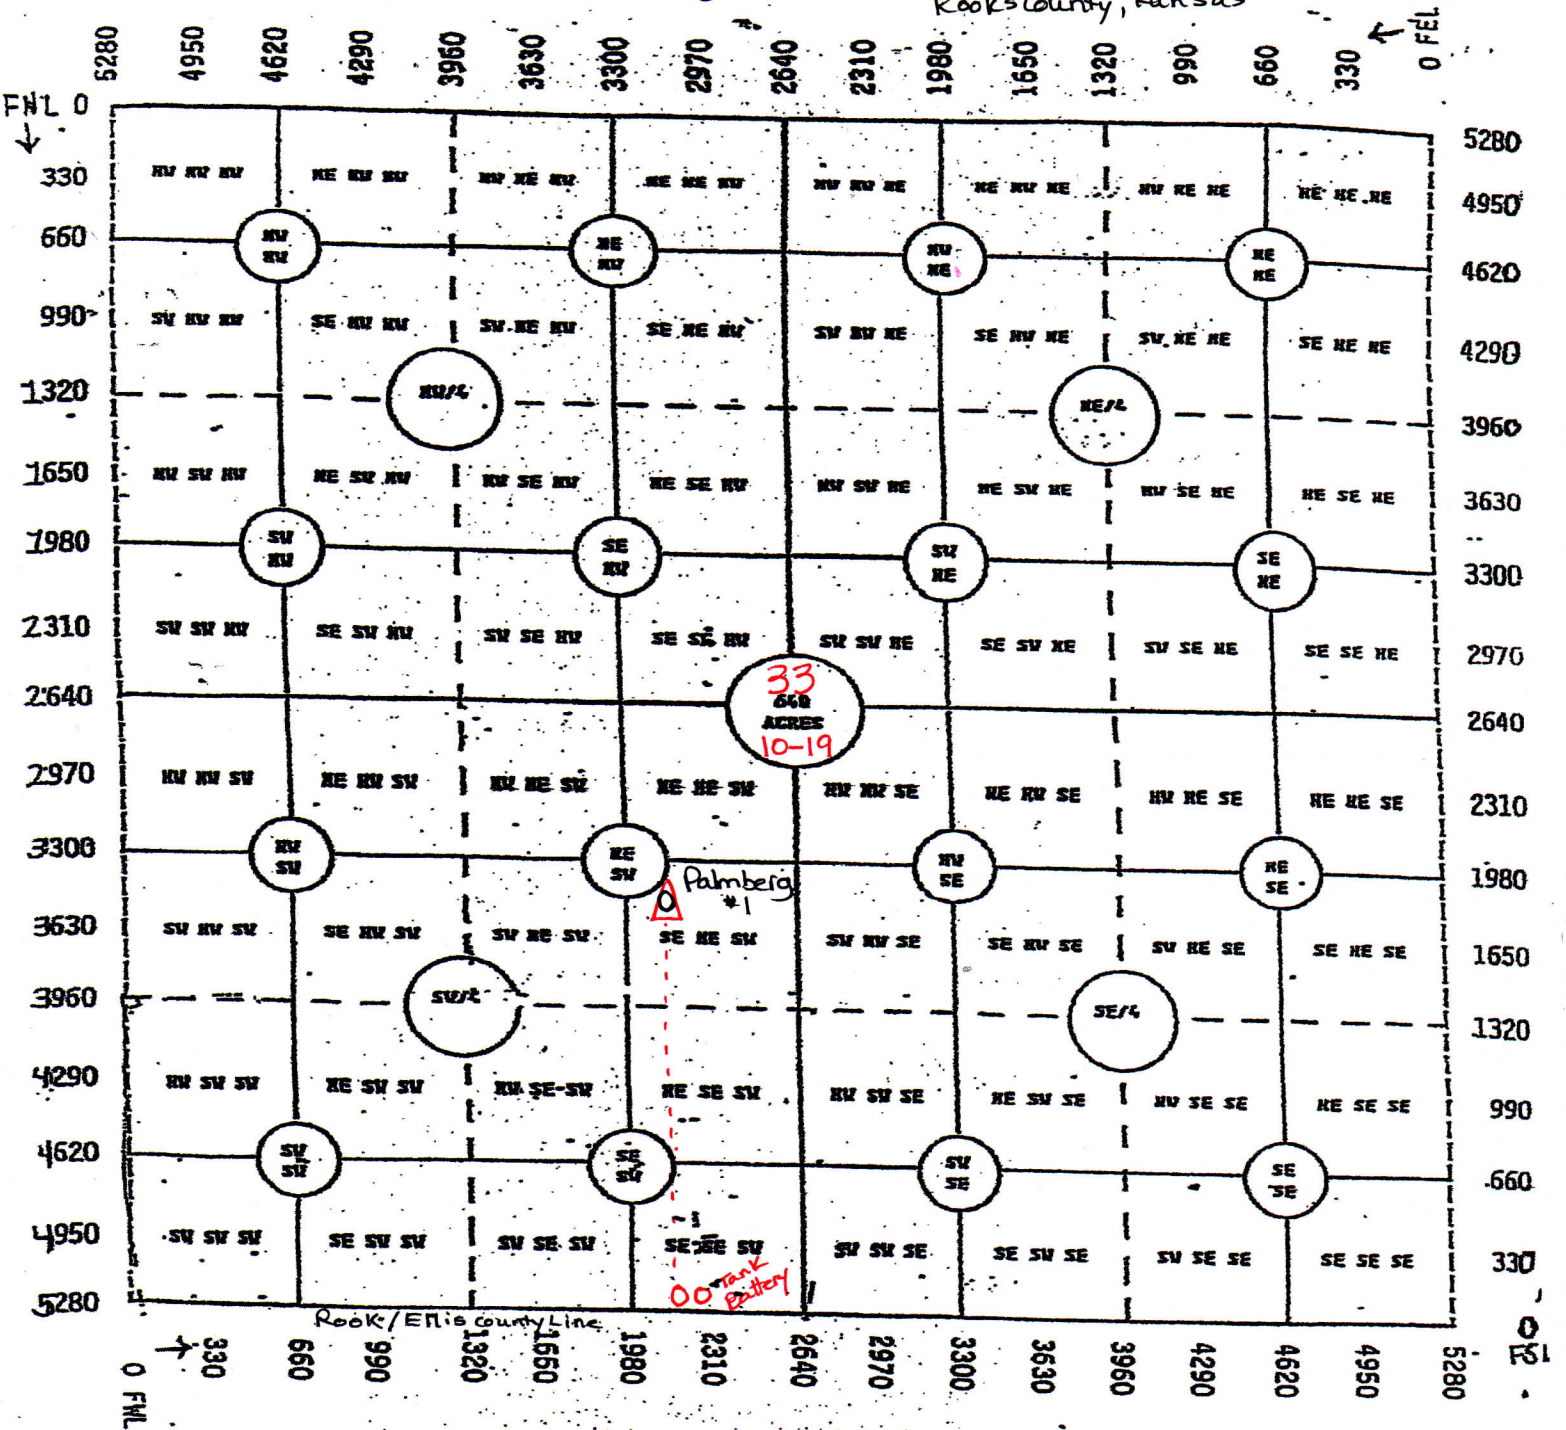 Rooks County, Kansas
5280 4950 4620 4290 3960 3630 3300 2970 2640 2310 1980 1650 1320 990 660 330 0 FEL
FNL 0
5280
330 NW NW NW NE NW NW NW NE NW NE NE NW NW NW NE NE NW NE NW NE NE NE NE NE 4950
660 NW NW NE NW NW NE NE NE 4620
990 SW NW NW SE NW NW SW NE NW SE NE NW SW NW NE SE NW NE SW NE NE SE NE NE 4290
1320 NW/4 NE/4 3960
1650 NW SW NW NE SW NW NW SE NW NE SE NW NW SW NE NE SW NE NW SE NE NE SE NE 3630
1980 SW NW SE NW SW NE SE NE 3300
2310 SW SW NW SE SW NW SW SE NW SE SE NW SW SW NE SE SW NE SW SE NE SE SE NE 2970
2640 33 640 ACRES 10-19 2640
2970 NW NW SW NE NW SW NW NE SW NE NE SW NW NW SE NE NW SE NW NE SE NE NE SE 2310
3300 NW SW NE SW NW SE NE SE 1980
Palmberg
#1
3630 SW NW SW SE NW SW SW NE SW SE NE SW SW NW SE SE NW SE SW NE SE SE NE SE 1650
3960 SW/4 SE/4 1320
4290 NW SW SW NE SW SW NW SE-SW NE SE SW NW SW SE NE SW SE NW SE SE NE SE SE 990
4620 SW SW SE SW SW SE SE SE 660
4950 SW SW SW SE SW SW SW SE SW SE SE SW SW SW SE SE SW SE SW SE SE SE SE SE 330
Tank
Battery
5280 0
Rook/Ellis County Line
0 FWL 330 660 990 1320 1660 1980 2310 2640 2970 3300 3630 3960 4290 4620 4950 5280